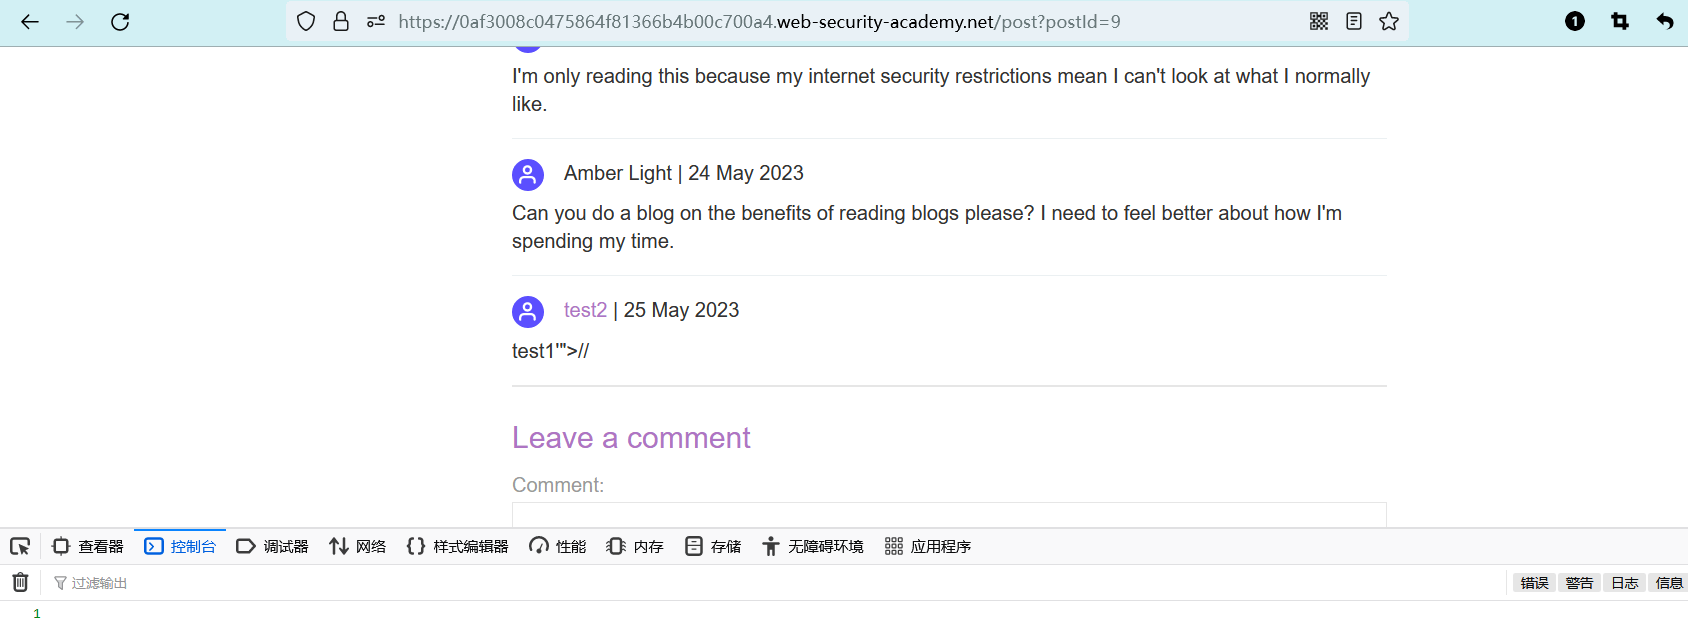 https://0af3008c0475864f81366b4b00c700a4.web-security-academy.net/post?postId=9
1
I'm only reading this because my internet security restrictions mean I can't look at what I normally
like.
Amber Light | 24 May 2023
Can you do a blog on the benefits of reading blogs please? I need to feel better about how I'm
spending my time.
test2 | 25 May 2023
test1'">//
Leave a comment
Comment:
查看器 控制台 调试器 网络 样式编辑器 性能 内存 存储 无障碍环境 应用程序
过滤输出 错误 警告 日志 信息
1